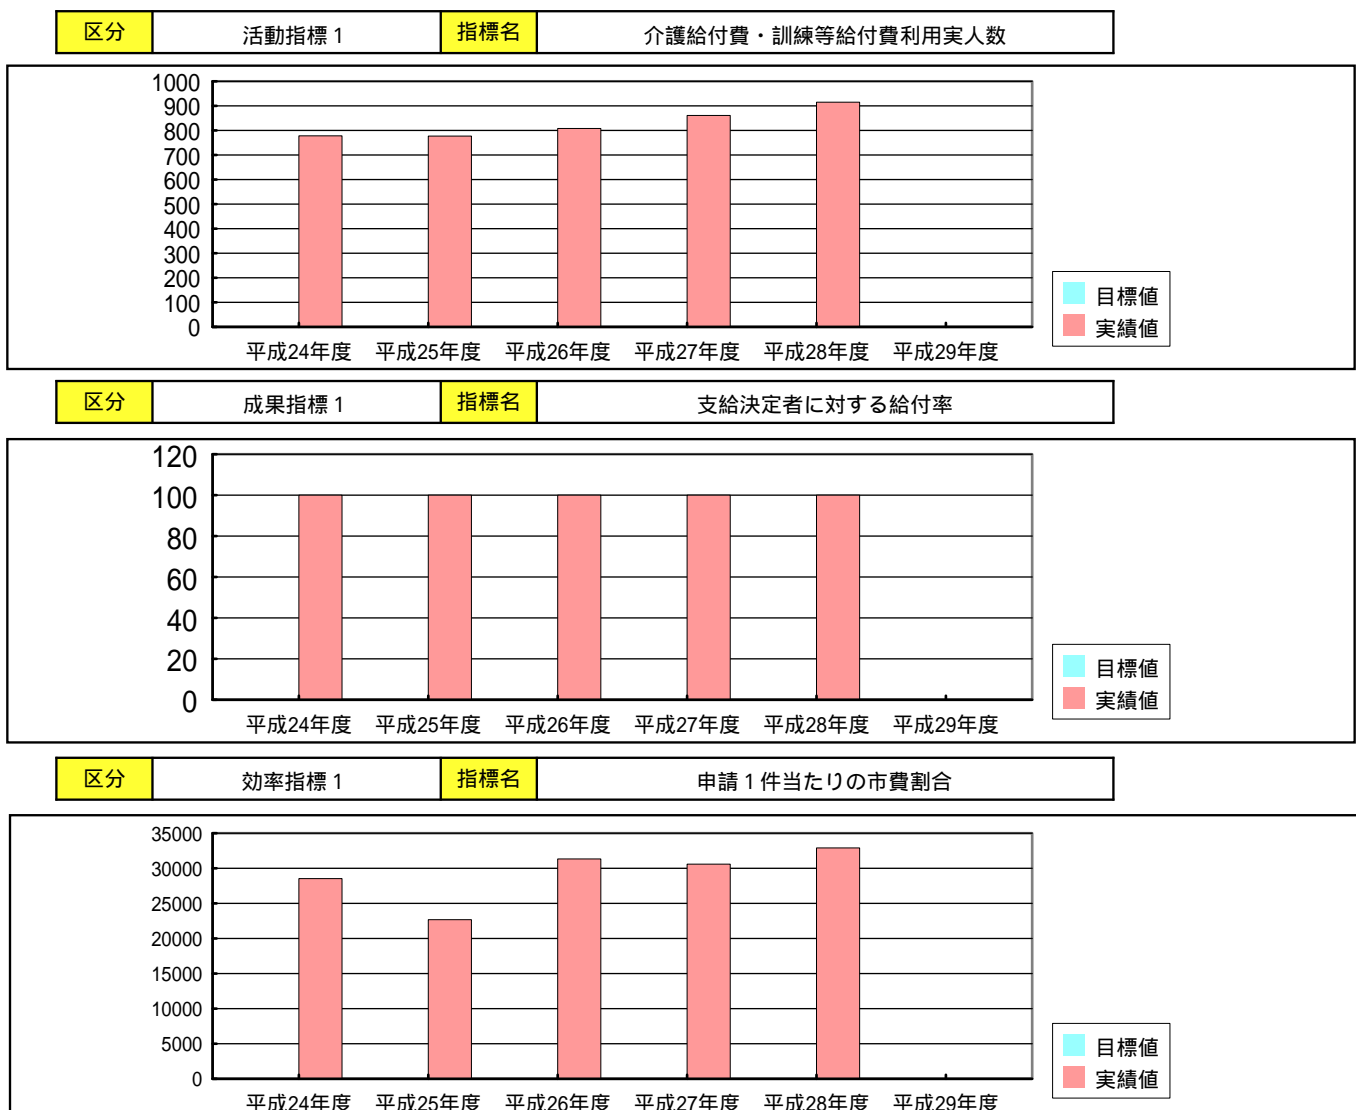 区分 活動指標１ 指標名 介護給付費・訓練等給付費利用実人数
1000
900
800
700
600
500
400
300
200
100
0
平成24年度 平成25年度 平成26年度 平成27年度 平成28年度 平成29年度
目標値
実績値
区分 成果指標１ 指標名 支給決定者に対する給付率
120
100
80
60
40
20
0
平成24年度 平成25年度 平成26年度 平成27年度 平成28年度 平成29年度
目標値
実績値
区分 効率指標１ 指標名 申請１件当たりの市費割合
35000
30000
25000
20000
15000
10000
5000
0
平成24年度 平成25年度 平成26年度 平成27年度 平成28年度 平成29年度
目標値
実績値